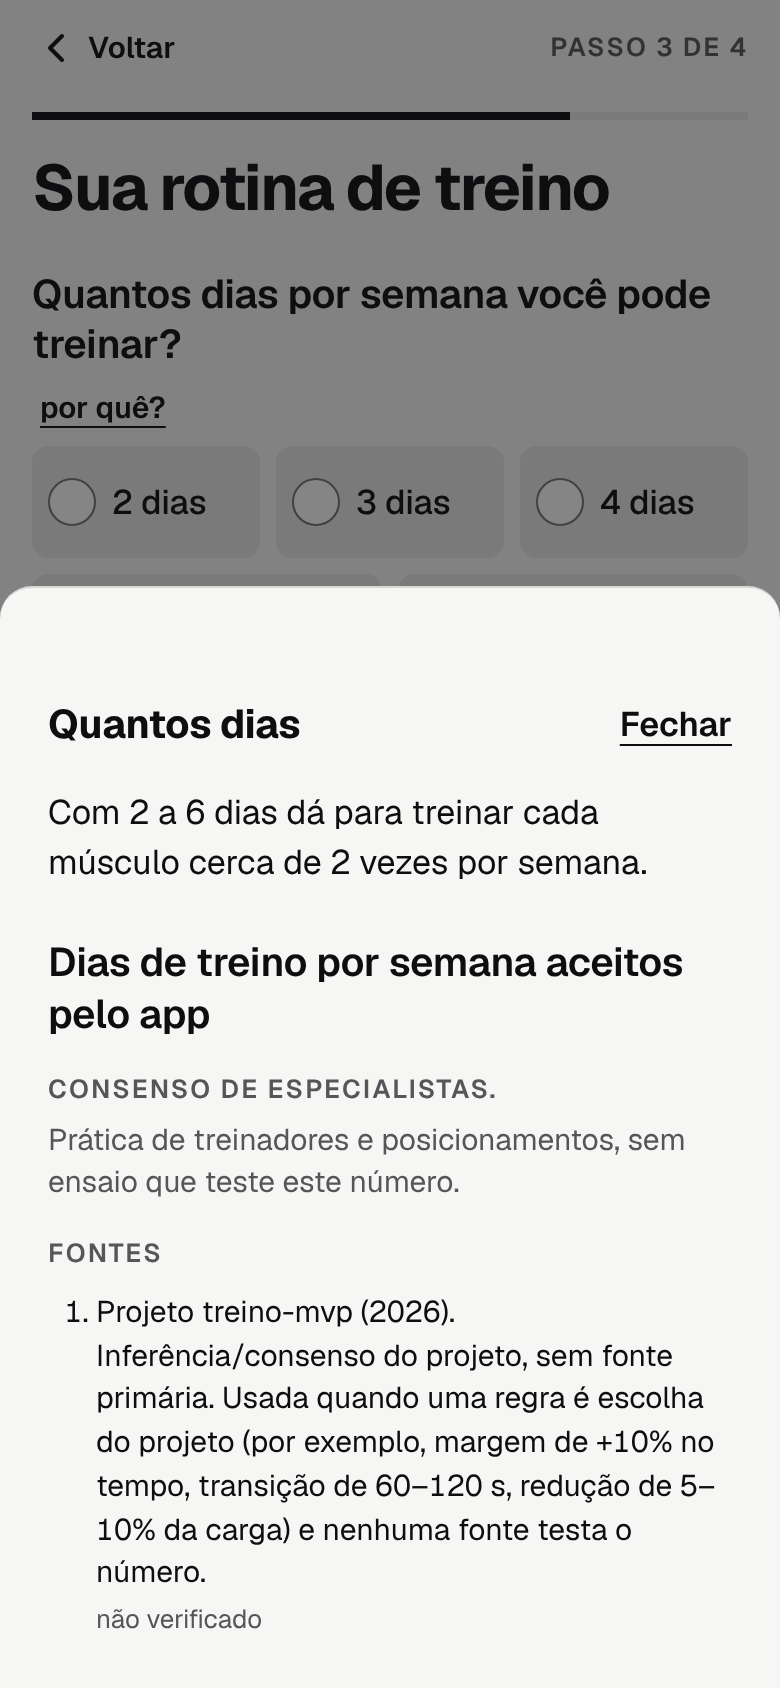 Voltar
PASSO 3 DE 4
Sua rotina de treino
Quantos dias por semana você pode
treinar?
por quê?
2 dias
3 dias
4 dias
Quantos dias
Fechar
Com 2 a 6 dias dá para treinar cada
músculo cerca de 2 vezes por semana.
Dias de treino por semana aceitos
pelo app
CONSENSO DE ESPECIALISTAS.
Prática de treinadores e posicionamentos, sem
ensaio que teste este número.
FONTES
1. Projeto treino-mvp (2026).
Inferência/consenso do projeto, sem fonte
primária. Usada quando uma regra é escolha
do projeto (por exemplo, margem de +10% no
tempo, transição de 60–120 s, redução de 5–
10% da carga) e nenhuma fonte testa o
número.
não verificado